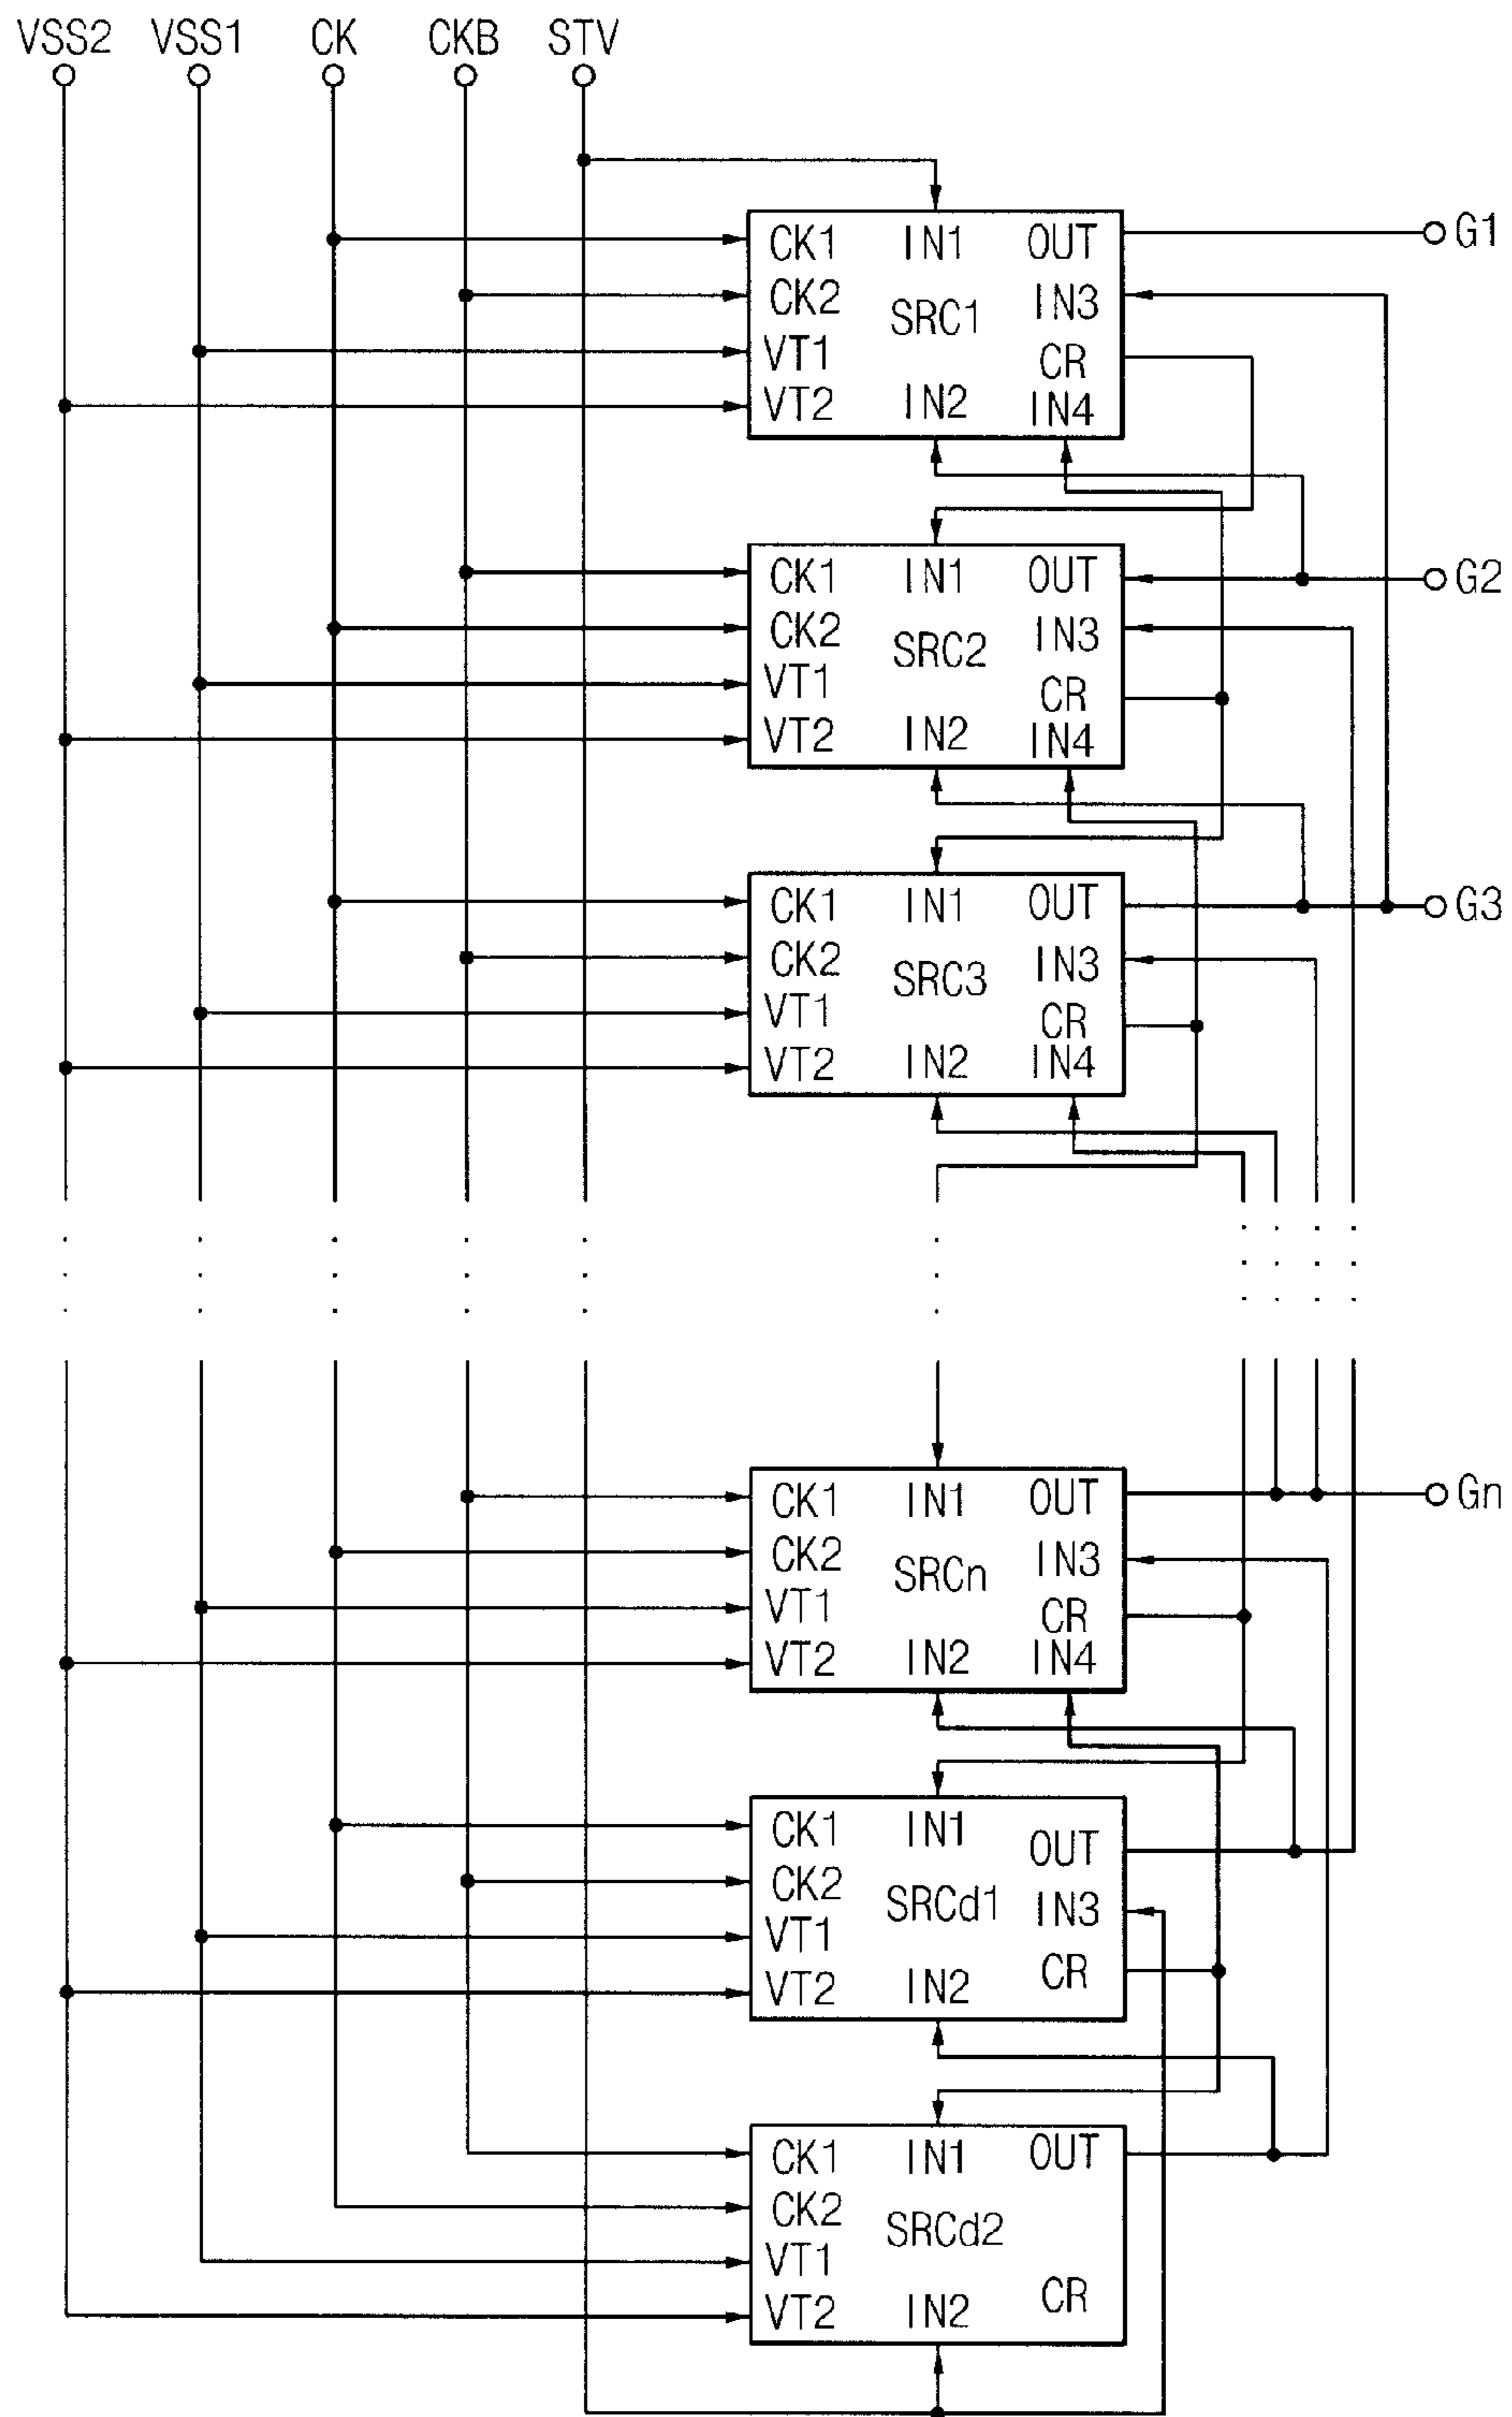 VSS2 VSS1 CK CKB STV
CK1 IN1 OUT G1
CK2 SRC1 IN3
VT1 CR
VT2 IN2 IN4
CK1 IN1 OUT G2
CK2 SRC2 IN3
VT1 CR
VT2 IN2 IN4
CK1 IN1 OUT G3
CK2 SRC3 IN3
VT1 CR
VT2 IN2 IN4
CK1 IN1 OUT Gn
CK2 SRCn IN3
VT1 CR
VT2 IN2 IN4
CK1 IN1 OUT
CK2 SRCd1 IN3
VT1 CR
VT2 IN2
CK1 IN1 OUT
CK2 SRCd2
VT1 CR
VT2 IN2